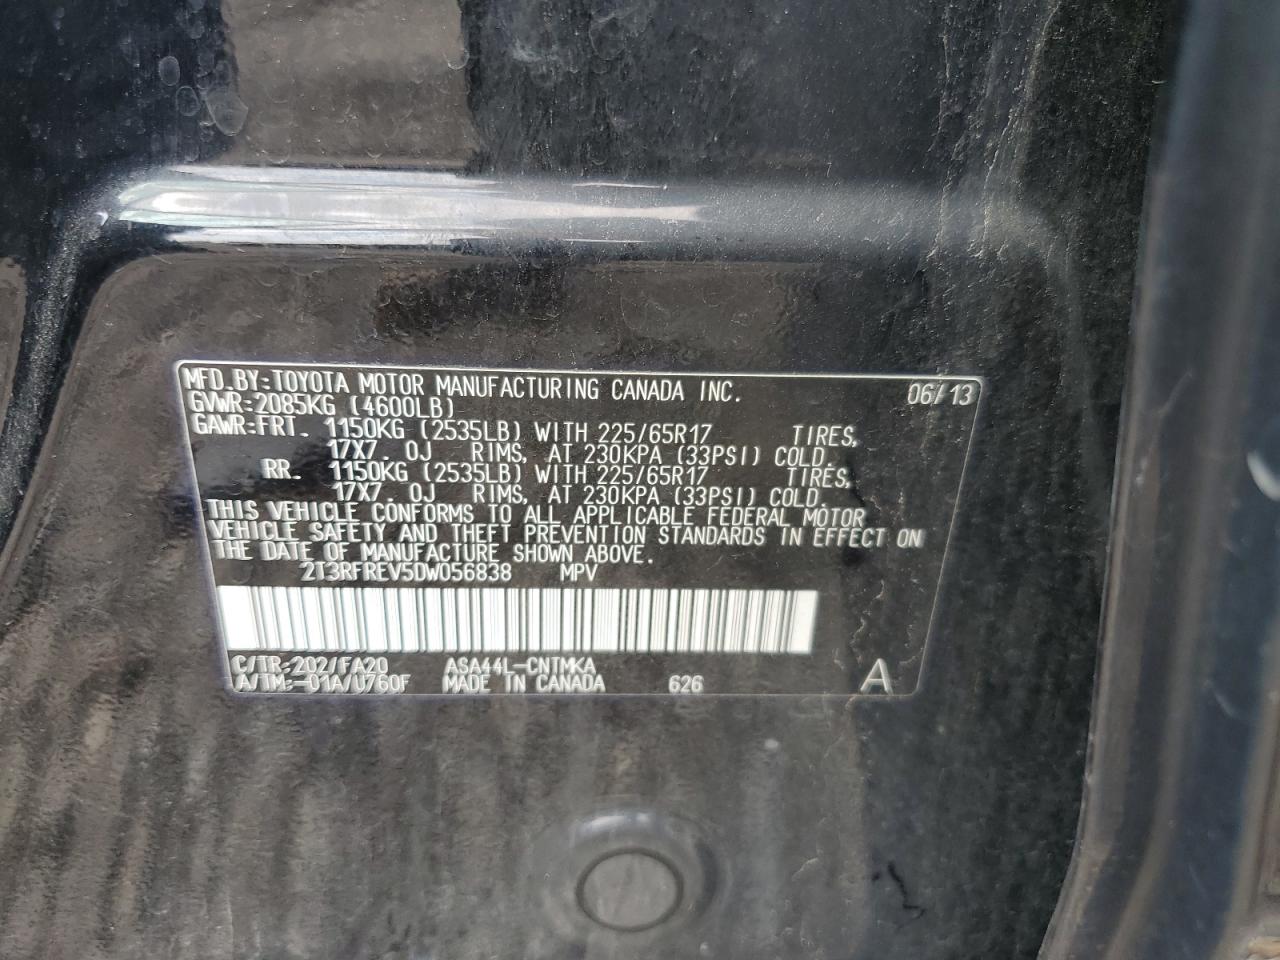 MFD.BY:TOYOTA MOTOR MANUFACTURING CANADA INC. 06/13
GVWR:2085KG (4600LB)
GAWR:FRT. 1150KG (2535LB) WITH 225/65R17 TIRES,
17X7.0J RIMS, AT 230KPA (33PSI) COLD.
RR. 1150KG (2535LB) WITH 225/65R17 TIRES,
17X7.0J RIMS, AT 230KPA (33PSI) COLD.
THIS VEHICLE CONFORMS TO ALL APPLICABLE FEDERAL MOTOR
VEHICLE SAFETY AND THEFT PREVENTION STANDARDS IN EFFECT ON
THE DATE OF MANUFACTURE SHOWN ABOVE.
2T3RFREV5DW056838 MPV
C/TR:202/FA20 ASA44L-CNTMKA
A/TM:-01A/U760F MADE IN CANADA 626 A